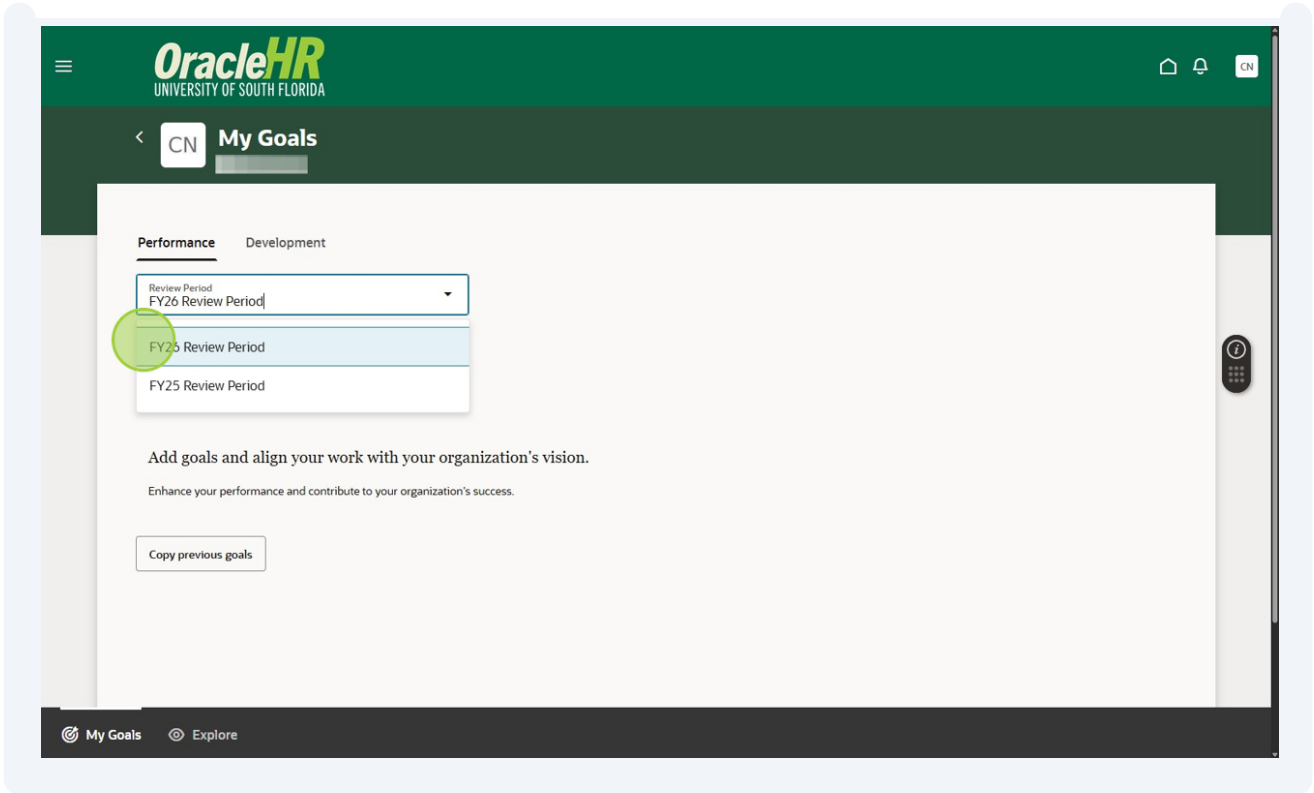 OracleHR
UNIVERSITY OF SOUTH FLORIDA
CN
CN
My Goals
Performance
Development
Review Period
FY26 Review Period
FY26 Review Period
FY25 Review Period
Add goals and align your work with your organization's vision.
Enhance your performance and contribute to your organization's success.
Copy previous goals
My Goals
Explore